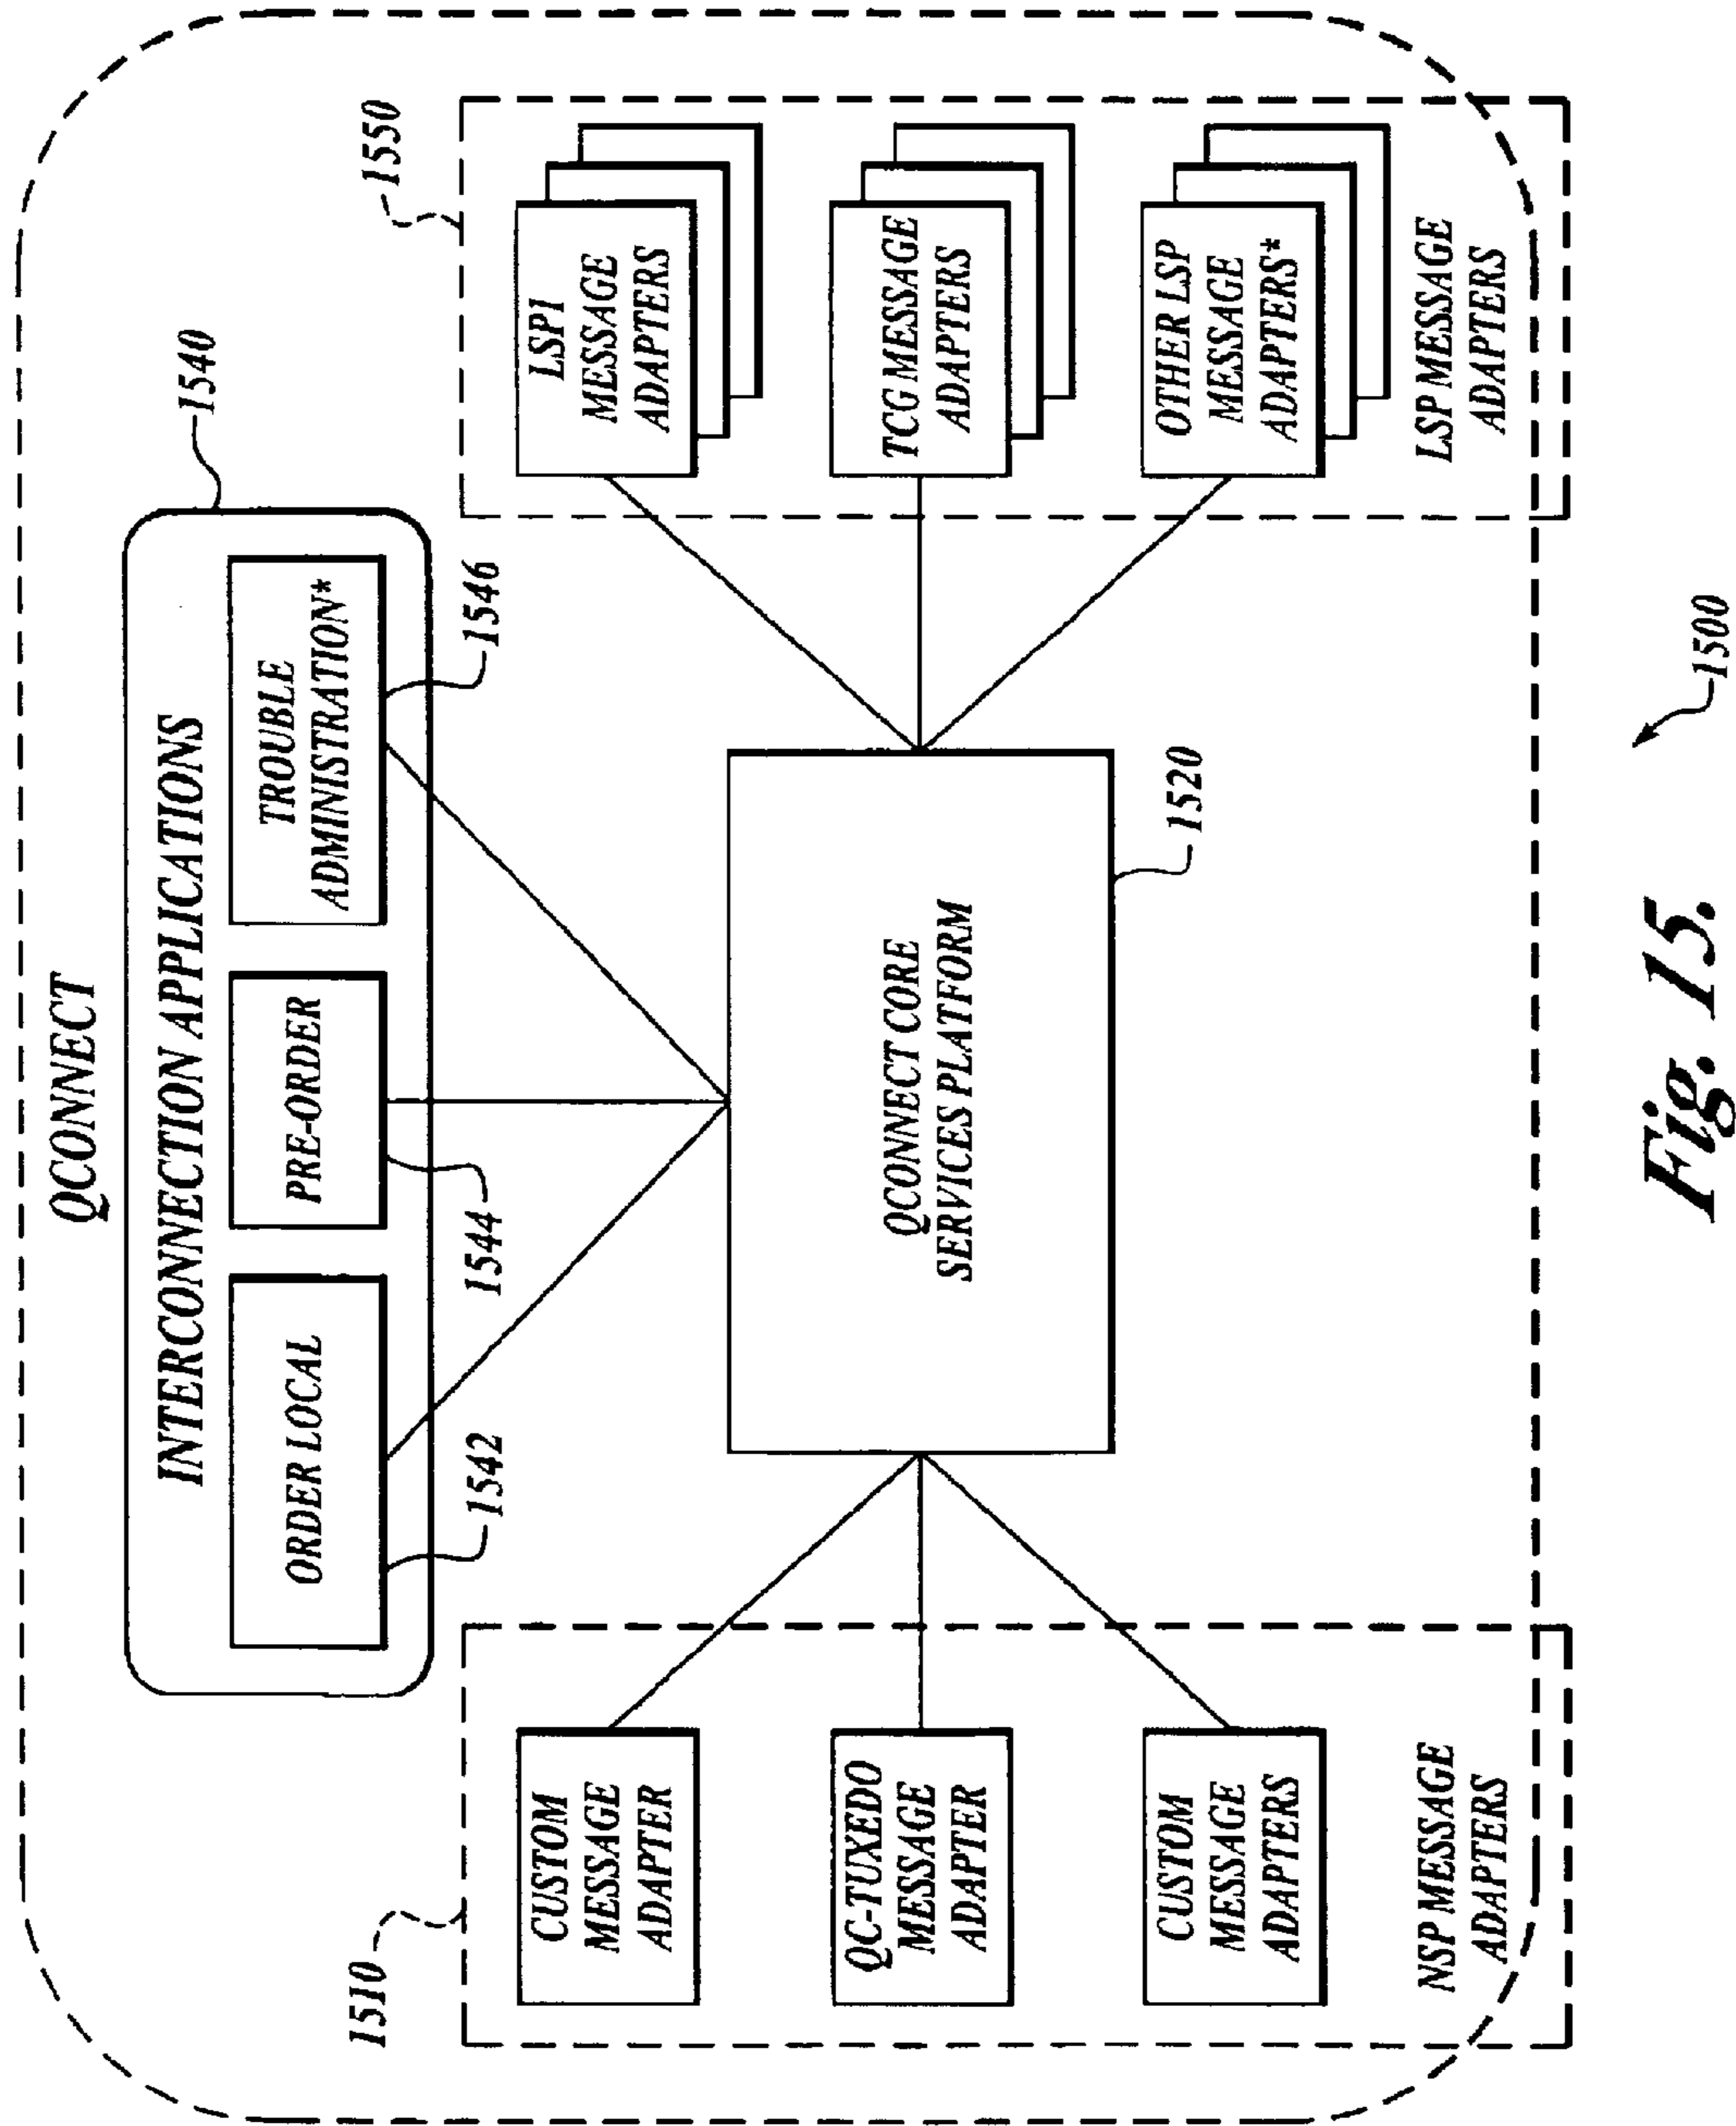 QCONNECT
1540
INTERCONNECTION APPLICATIONS
ORDER LOCAL
PRE-ORDER
TROUBLE
ADMINISTRATION*
1542
1544
1546
1510
1550
CUSTOM
MESSAGE
ADAPTER
QC-TUXEDO
MESSAGE
ADAPTER
CUSTOM
MESSAGE
ADAPTERS
NSP MESSAGE
ADAPTERS
QCONNECT CORE
SERVICES PLATFORM
1520
LSP1
MESSAGE
ADAPTERS
TCG MESSAGE
ADAPTERS
OTHER LSP
MESSAGE
ADAPTERS*
LSP MESSAGE
ADAPTERS
1500
Fig. 15.